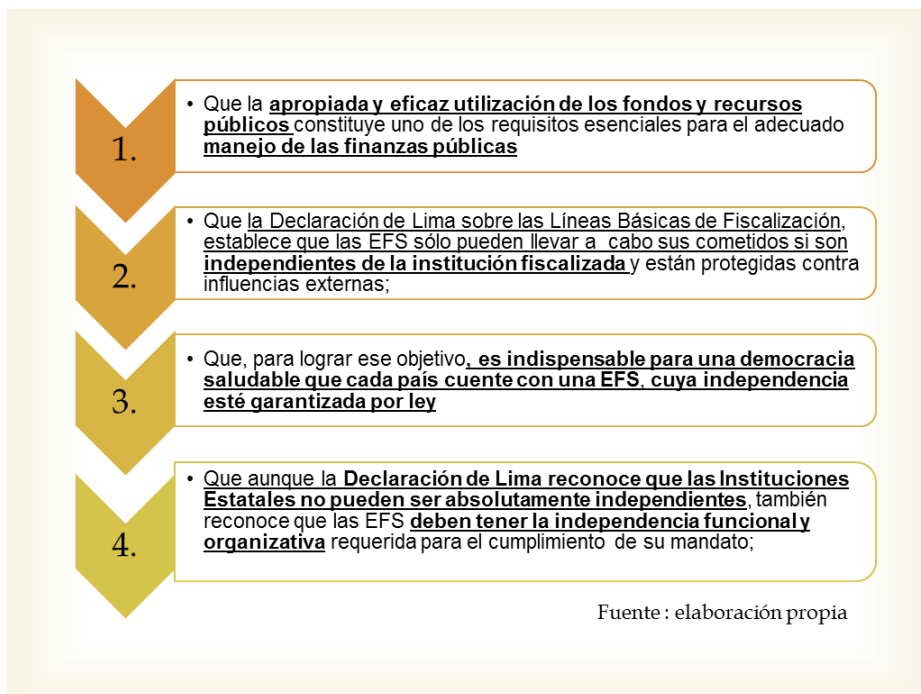 1.
• Que la apropiada y eficaz utilización de los fondos y recursos
públicos constituye uno de los requisitos esenciales para el adecuado
manejo de las finanzas públicas
2.
• Que la Declaración de Lima sobre las Líneas Básicas de Fiscalización,
establece que las EFS sólo pueden llevar a cabo sus cometidos si son
independientes de la institución fiscalizada y están protegidas contra
influencias externas;
3.
• Que, para lograr ese objetivo, es indispensable para una democracia
saludable que cada país cuente con una EFS, cuya independencia
esté garantizada por ley
4.
• Que aunque la Declaración de Lima reconoce que las Instituciones
Estatales no pueden ser absolutamente independientes, también
reconoce que las EFS deben tener la independencia funcional y
organizativa requerida para el cumplimiento de su mandato;
Fuente : elaboración propia